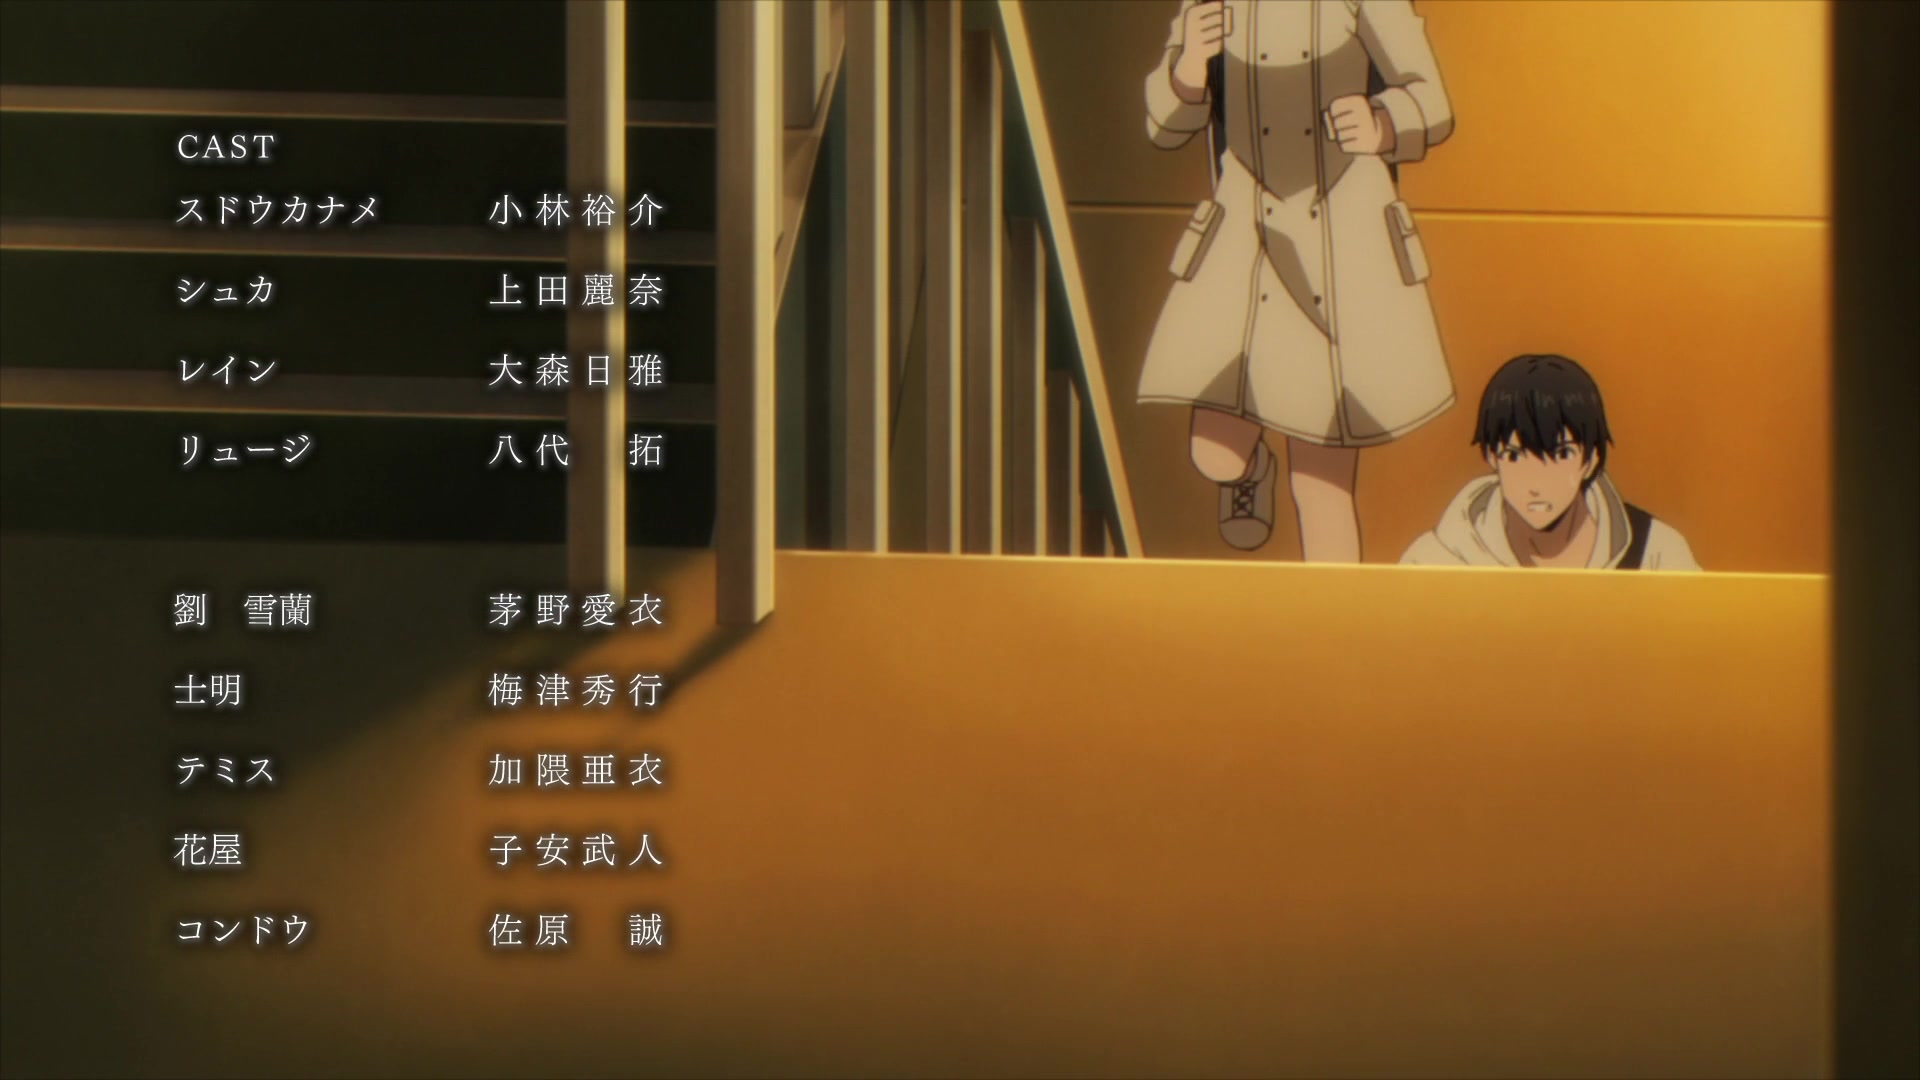 CAST
スドウカナメ 小林裕介
シュカ 上田麗奈
レイン 大森日雅
リュージ 八代 拓
劉 雪蘭 茅野愛衣
士明 梅津秀行
テミス 加隈亜衣
花屋 子安武人
コンドウ 佐原 誠